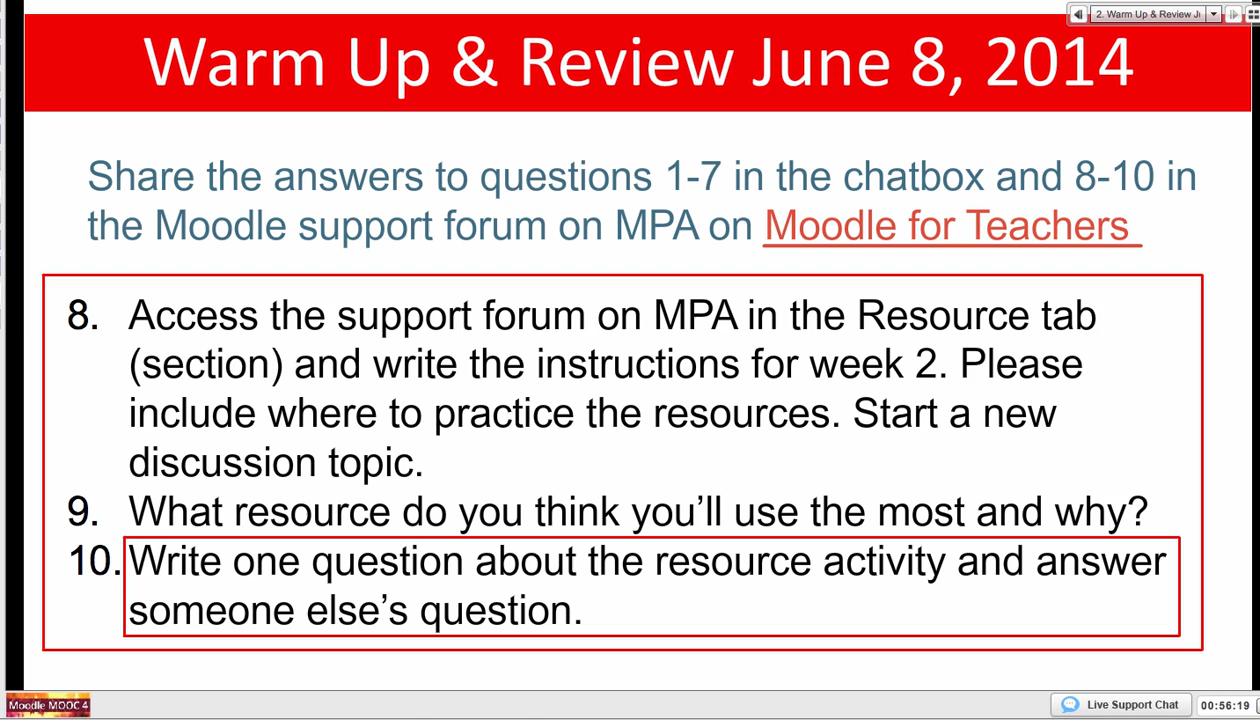 2. Warm Up & Review Ju
Warm Up & Review June 8, 2014
Share the answers to questions 1-7 in the chatbox and 8-10 in
the Moodle support forum on MPA on Moodle for Teachers
8. Access the support forum on MPA in the Resource tab
(section) and write the instructions for week 2. Please
include where to practice the resources. Start a new
discussion topic.
9. What resource do you think you’ll use the most and why?
10. Write one question about the resource activity and answer
someone else’s question.
Moodle MOOC 4
Live Support Chat
00:56:19